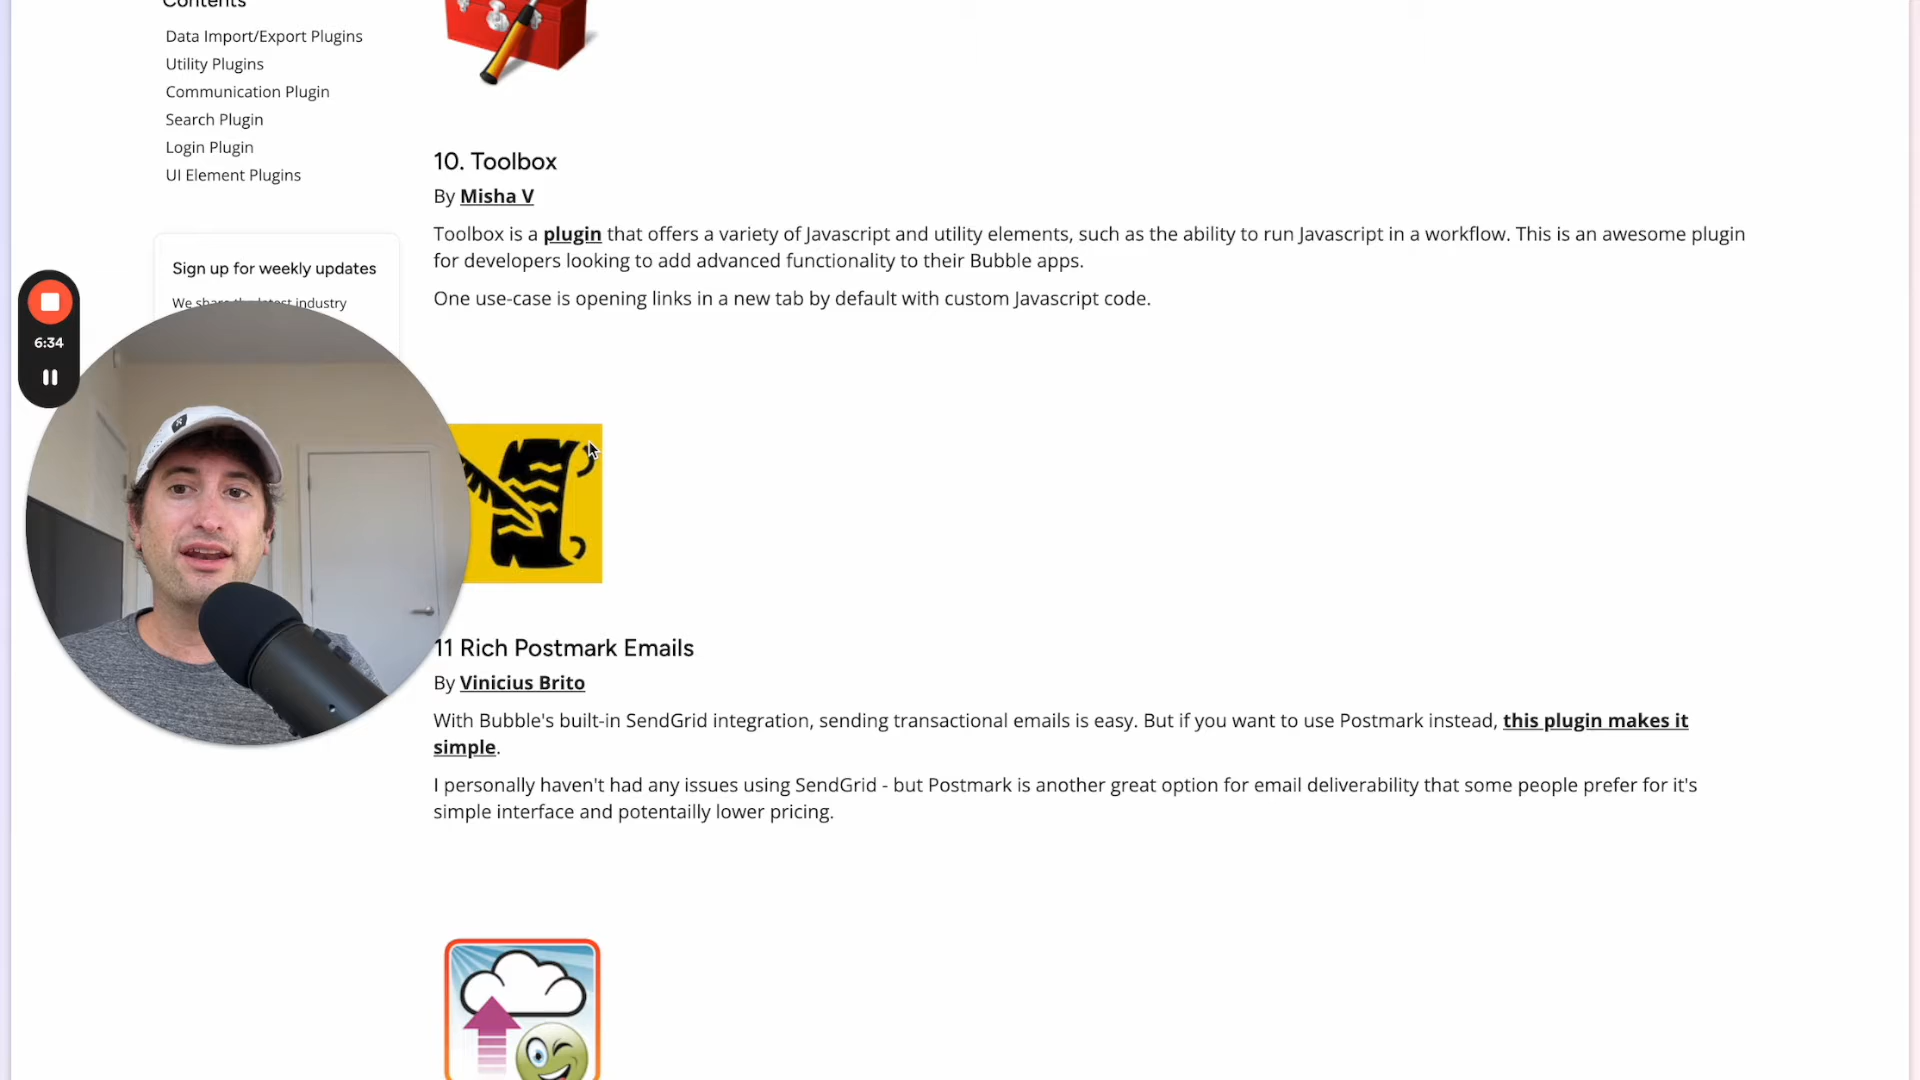 Contents
Data Import/Export Plugins
Utility Plugins
Communication Plugin
Search Plugin
Login Plugin
UI Element Plugins
Sign up for weekly updates
We share the latest industry
6:34
10. Toolbox
By Misha V
Toolbox is a plugin that offers a variety of Javascript and utility elements, such as the ability to run Javascript in a workflow. This is an awesome plugin
for developers looking to add advanced functionality to their Bubble apps.
One use-case is opening links in a new tab by default with custom Javascript code.
11 Rich Postmark Emails
By Vinicius Brito
With Bubble's built-in SendGrid integration, sending transactional emails is easy. But if you want to use Postmark instead, this plugin makes it
simple.
I personally haven't had any issues using SendGrid - but Postmark is another great option for email deliverability that some people prefer for it's
simple interface and potentailly lower pricing.